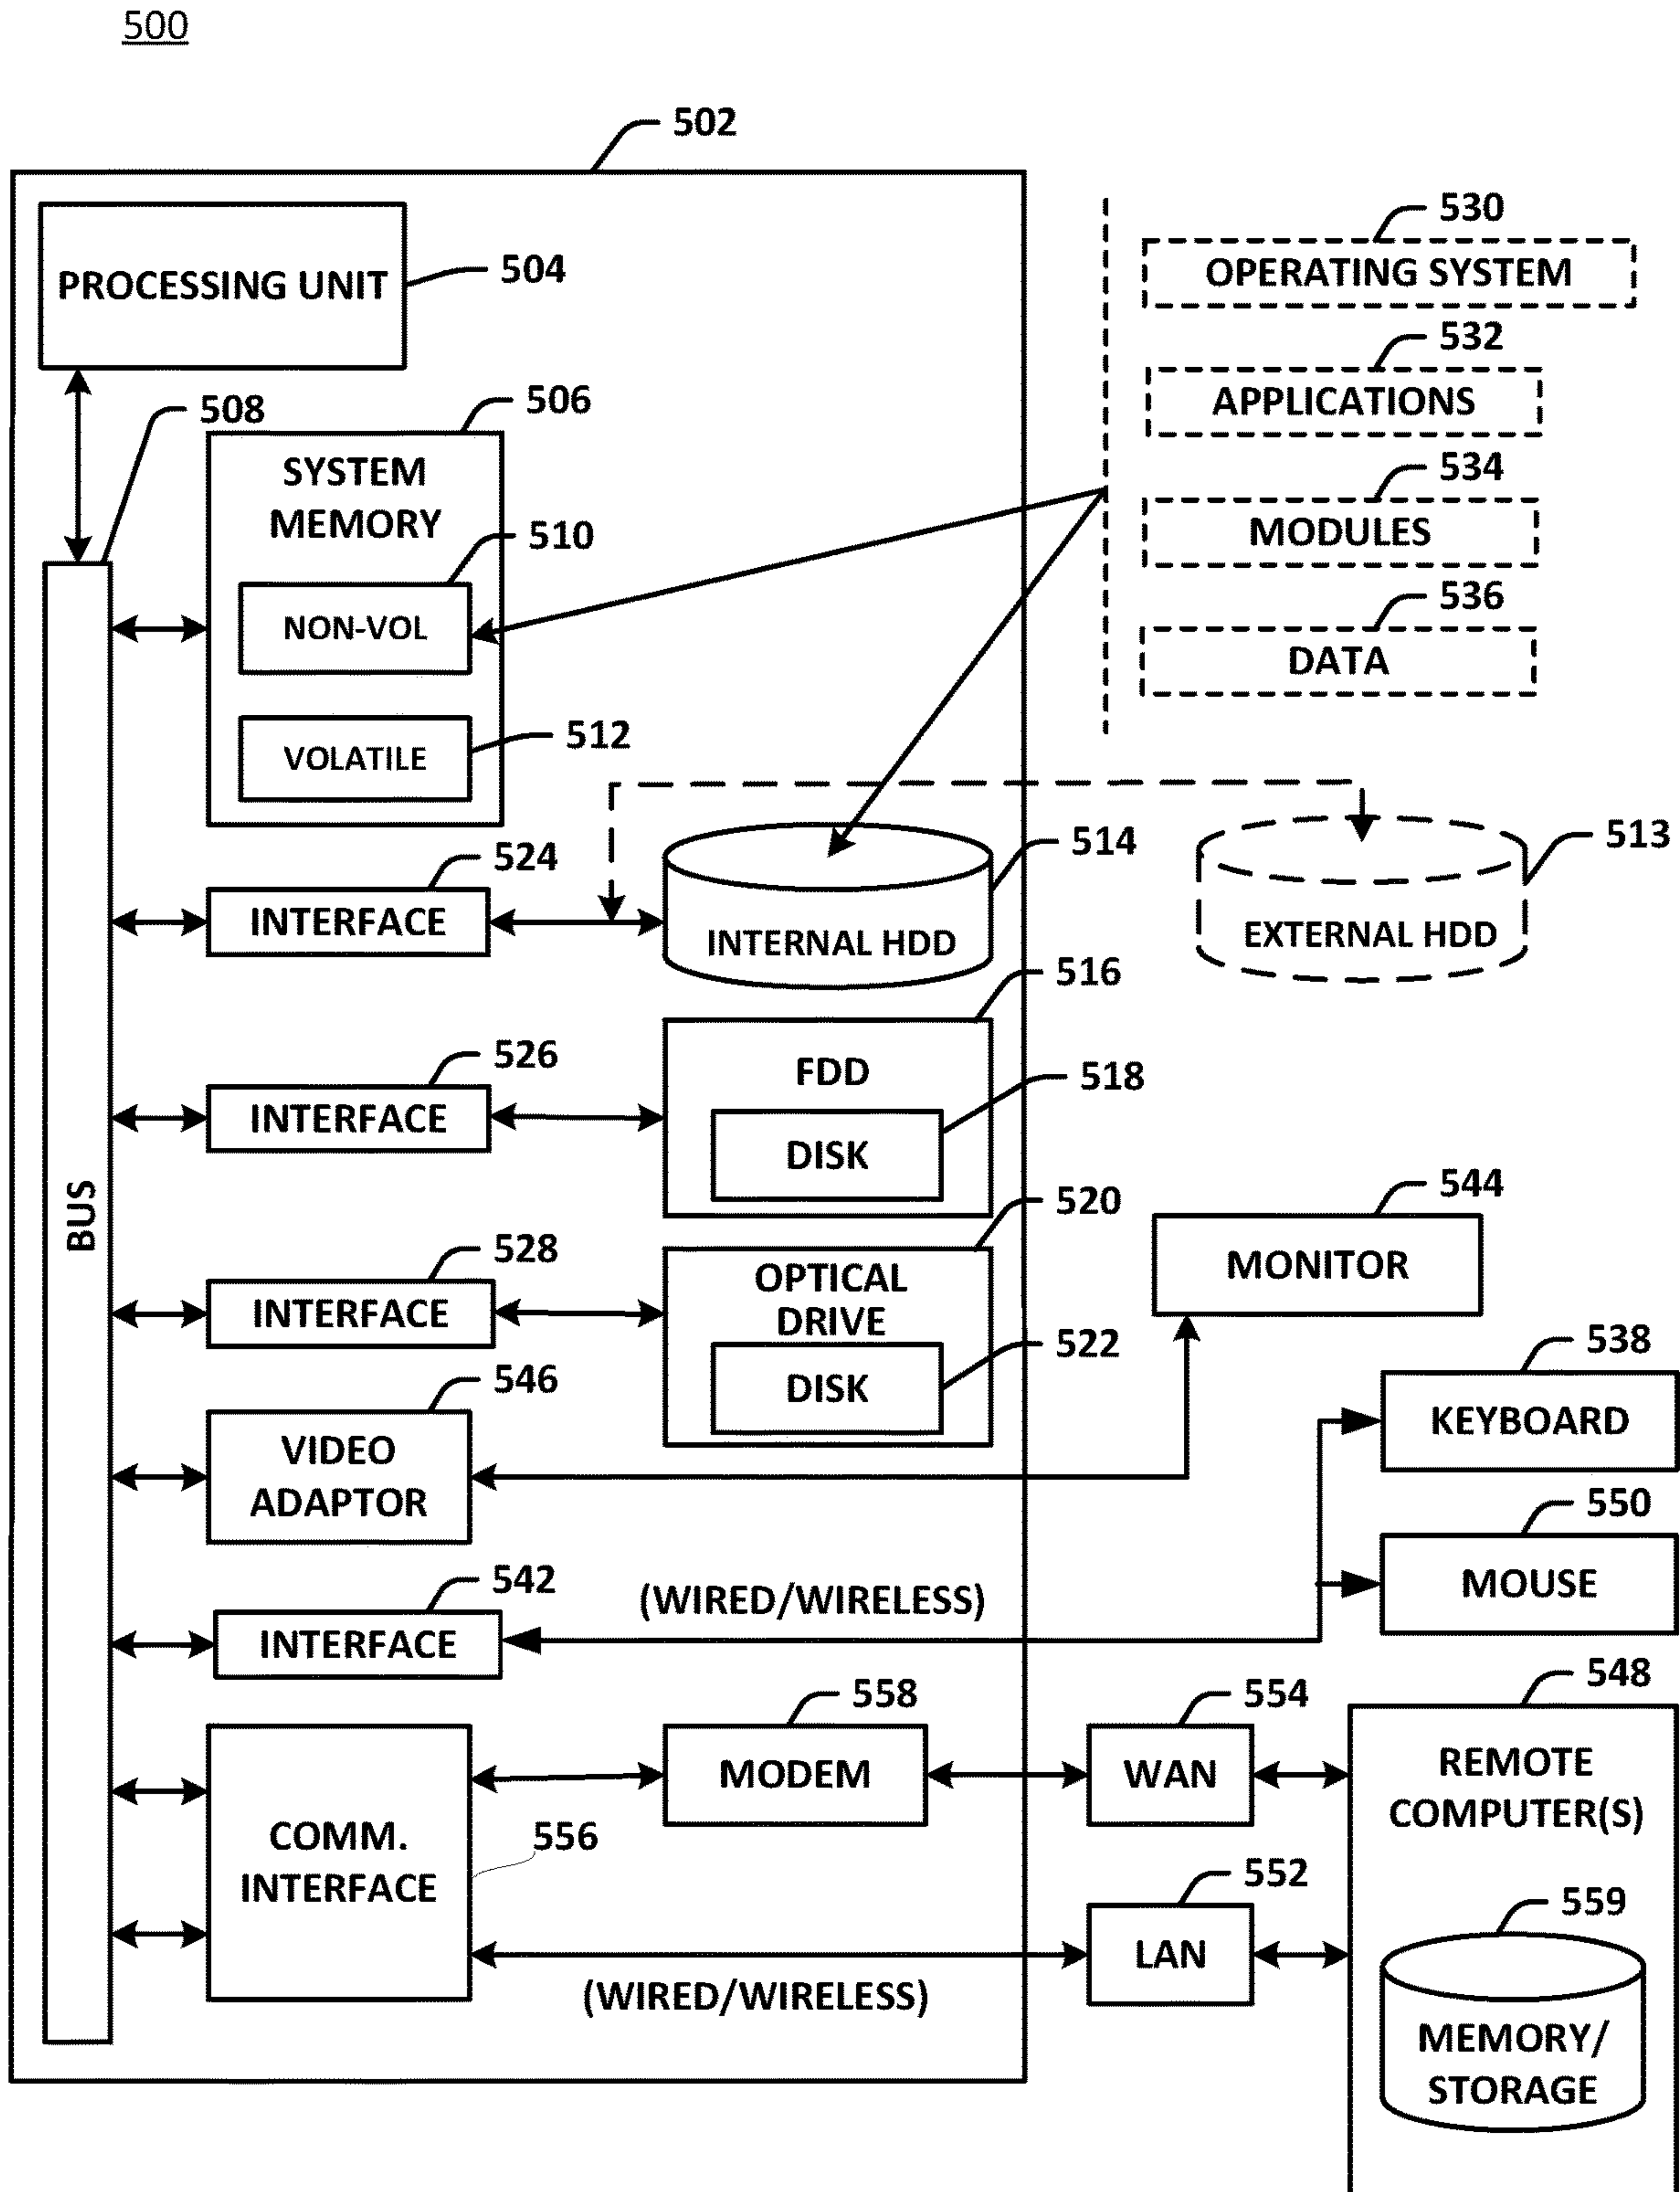 500
502
PROCESSING UNIT
504
530
OPERATING SYSTEM
532
APPLICATIONS
508
506
SYSTEM
MEMORY
534
MODULES
510
NON-VOL
536
DATA
512
VOLATILE
524
INTERFACE
514
INTERNAL HDD
513
EXTERNAL HDD
516
526
INTERFACE
FDD
518
DISK
BUS
520
544
MONITOR
528
INTERFACE
OPTICAL
DRIVE
522
DISK
538
KEYBOARD
546
VIDEO
ADAPTOR
550
MOUSE
542
INTERFACE
(WIRED/WIRELESS)
548
REMOTE
COMPUTER(S)
558
MODEM
554
WAN
COMM.
INTERFACE
556
552
LAN
(WIRED/WIRELESS)
559
MEMORY/
STORAGE